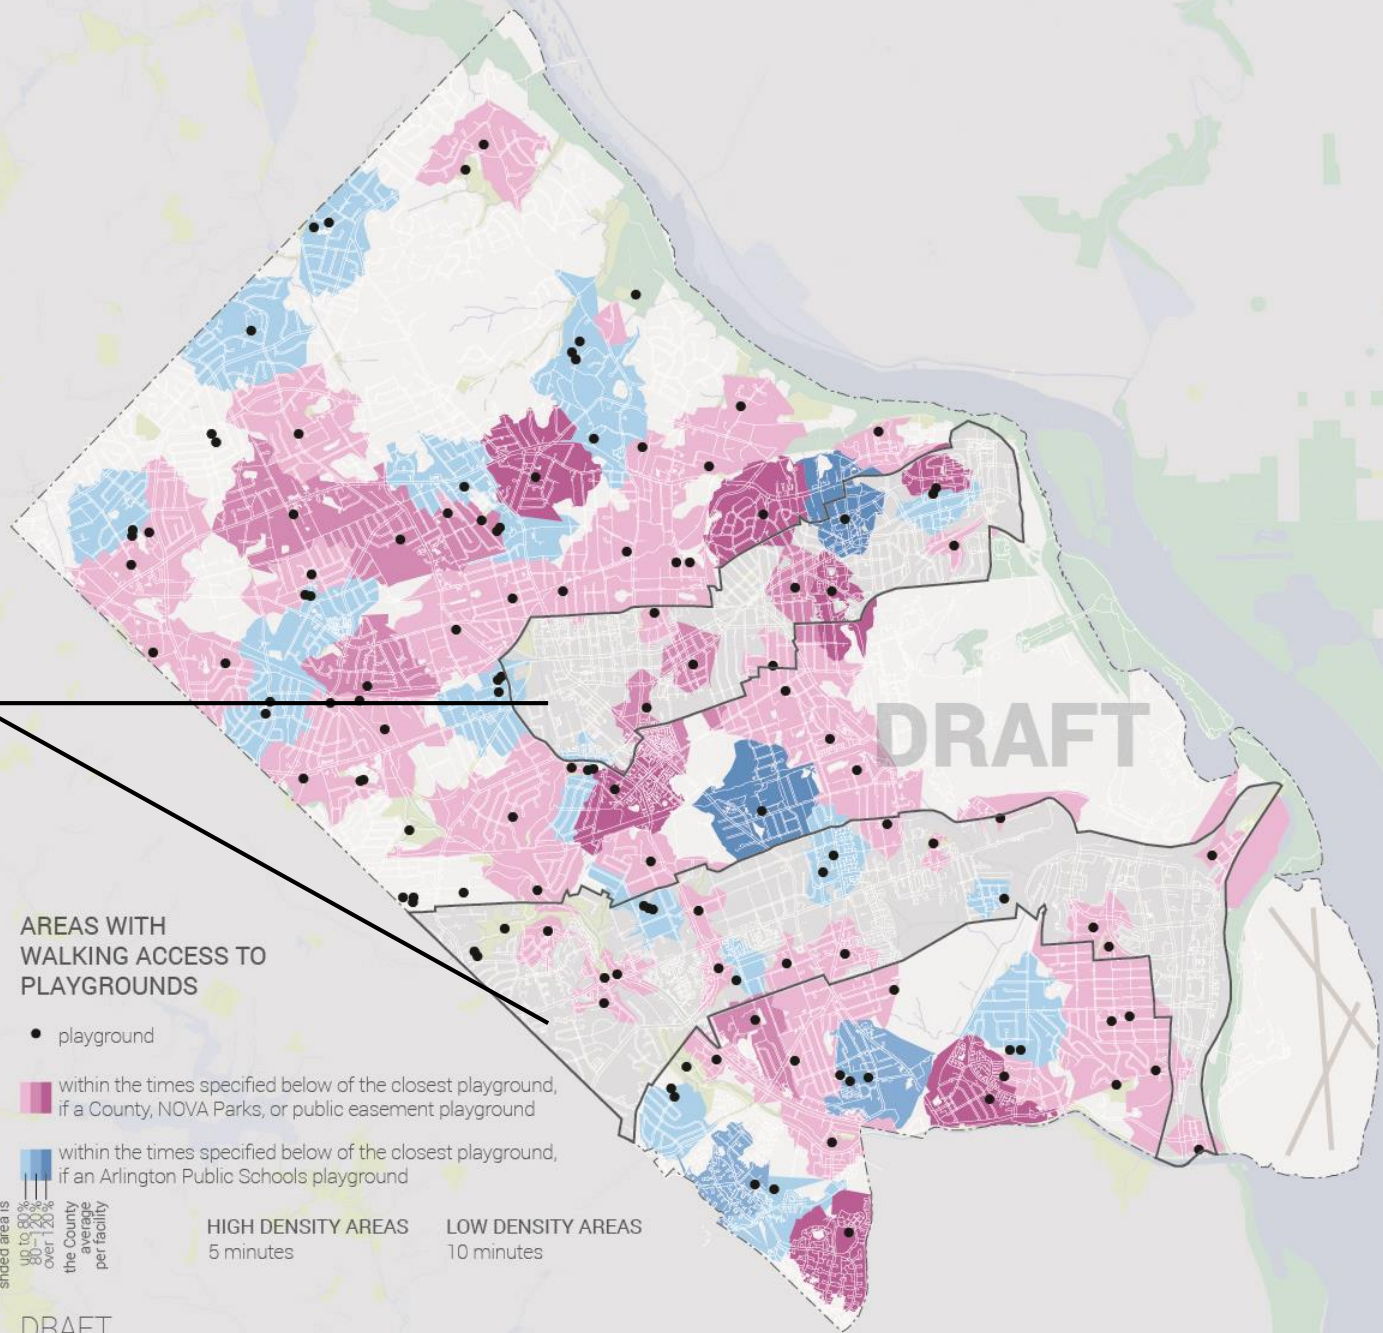 DRAFT
AREAS WITH
WALKING ACCESS TO
PLAYGROUNDS
playground
within the times specified below of the closest playground,
if a County, NOVA Parks, or public easement playground
within the times specified below of the closest playground,
if an Arlington Public Schools playground
area is
up to 80%
80–120%
over 120%
the County
average
per facility
HIGH DENSITY AREAS
5 minutes
LOW DENSITY AREAS
10 minutes
DRAFT